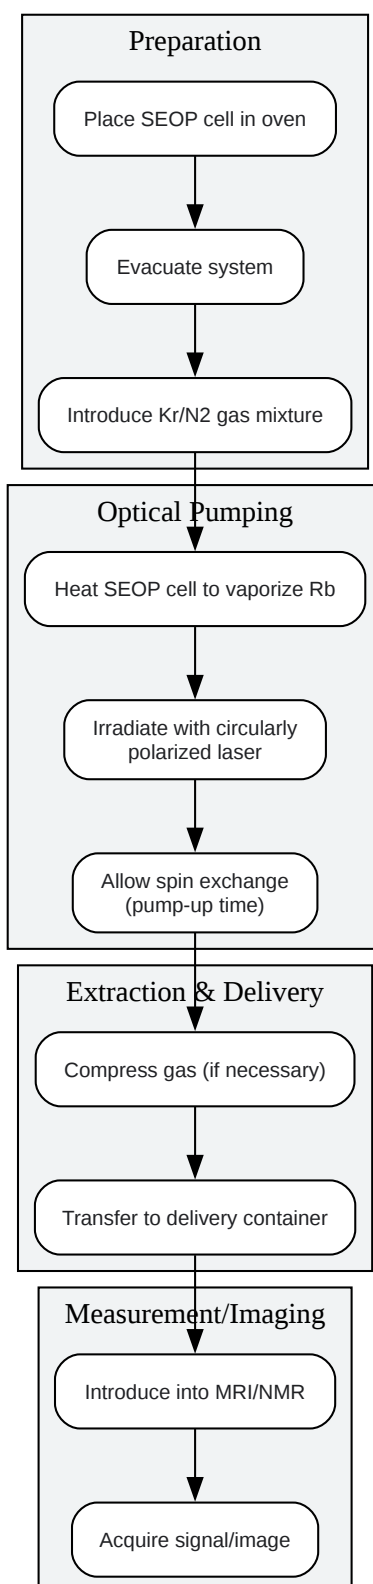 Preparation
Place SEOP cell in oven
Evacuate system
Introduce Kr/N2 gas mixture
Optical Pumping
Heat SEOP cell to vaporize Rb
Irradiate with circularly
polarized laser
Allow spin exchange
(pump-up time)
Extraction & Delivery
Compress gas (if necessary)
Transfer to delivery container
Measurement/Imaging
Introduce into MRI/NMR
Acquire signal/image